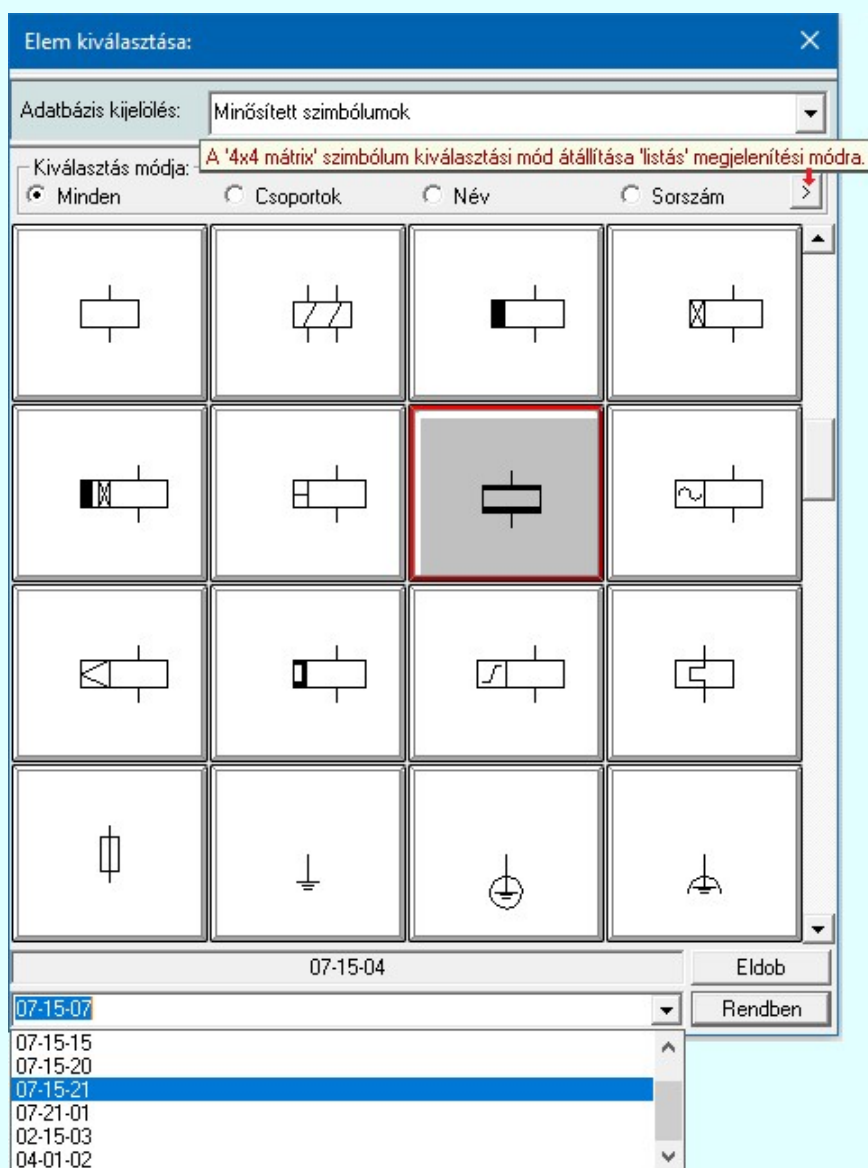 Elem kiválasztása:
Adatbázis kijelölés:
Minősített szimbólumok
A '4x4 mátrix' szimbólum kiválasztási mód átállítása 'listás' megjelenítési módra.
Kiválasztás módja:
Minden
Csoportok
Név
Sorszám
>
07-15-04
Eldob
07-15-07
Rendben
07-15-15
07-15-20
07-15-21
07-21-01
02-15-03
04-01-02